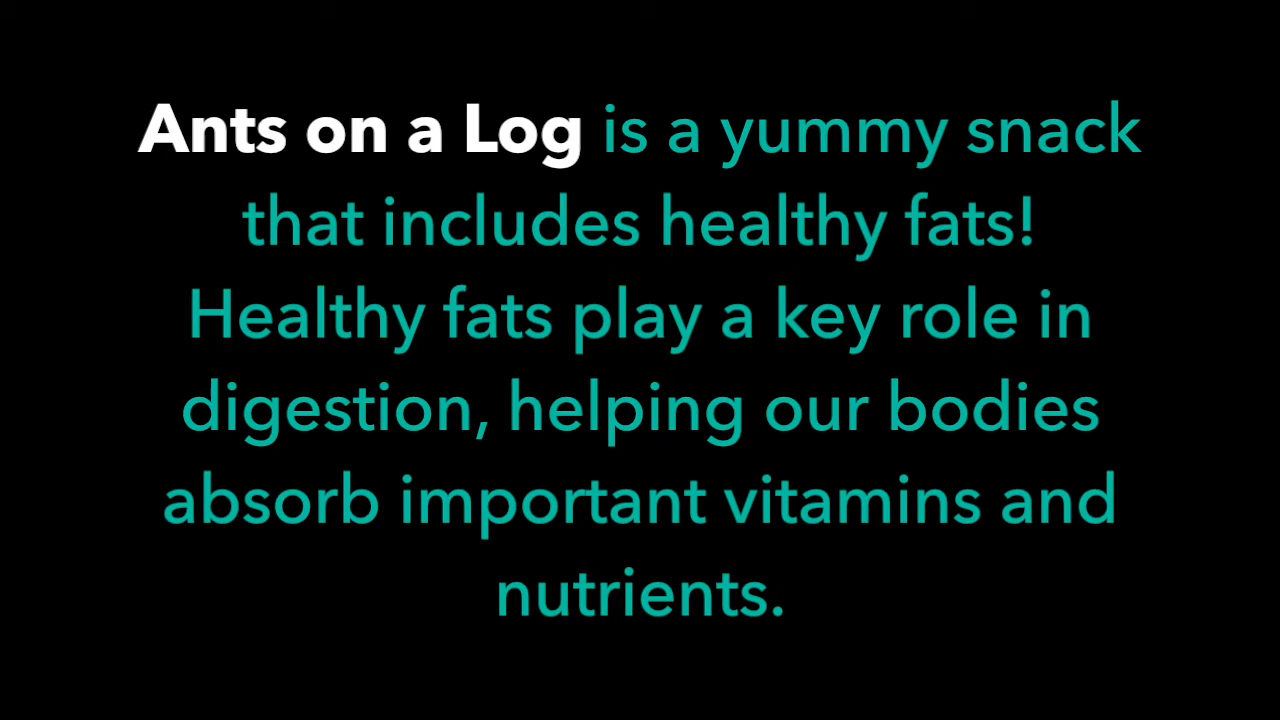 Ants on a Log is a yummy snack
that includes healthy fats!
Healthy fats play a key role in
digestion, helping our bodies
absorb important vitamins and
nutrients.